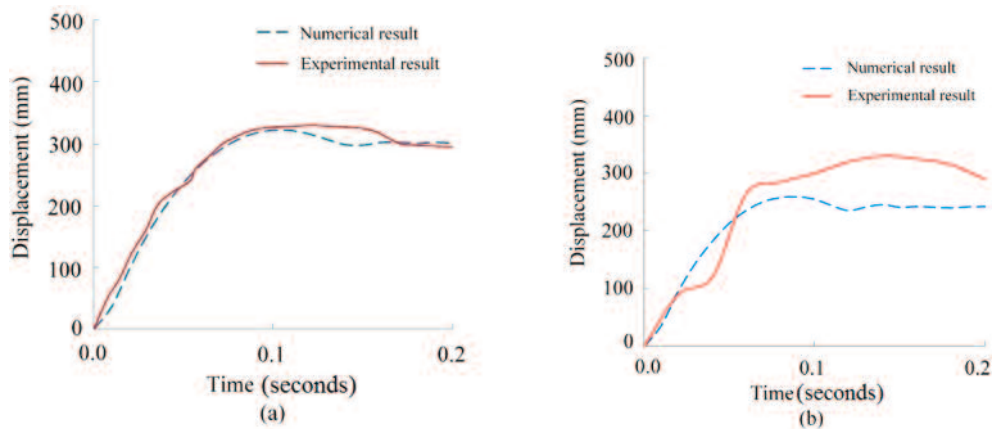 500
400
300
200
100
0
Displacement (mm)
Numerical result
Experimental result
0.0
0.1
0.2
Time (seconds)
(a)
500
400
300
200
100
0
Displacement (mm)
Numerical result
Experimental result
0.0
0.1
0.2
Time (seconds)
(b)